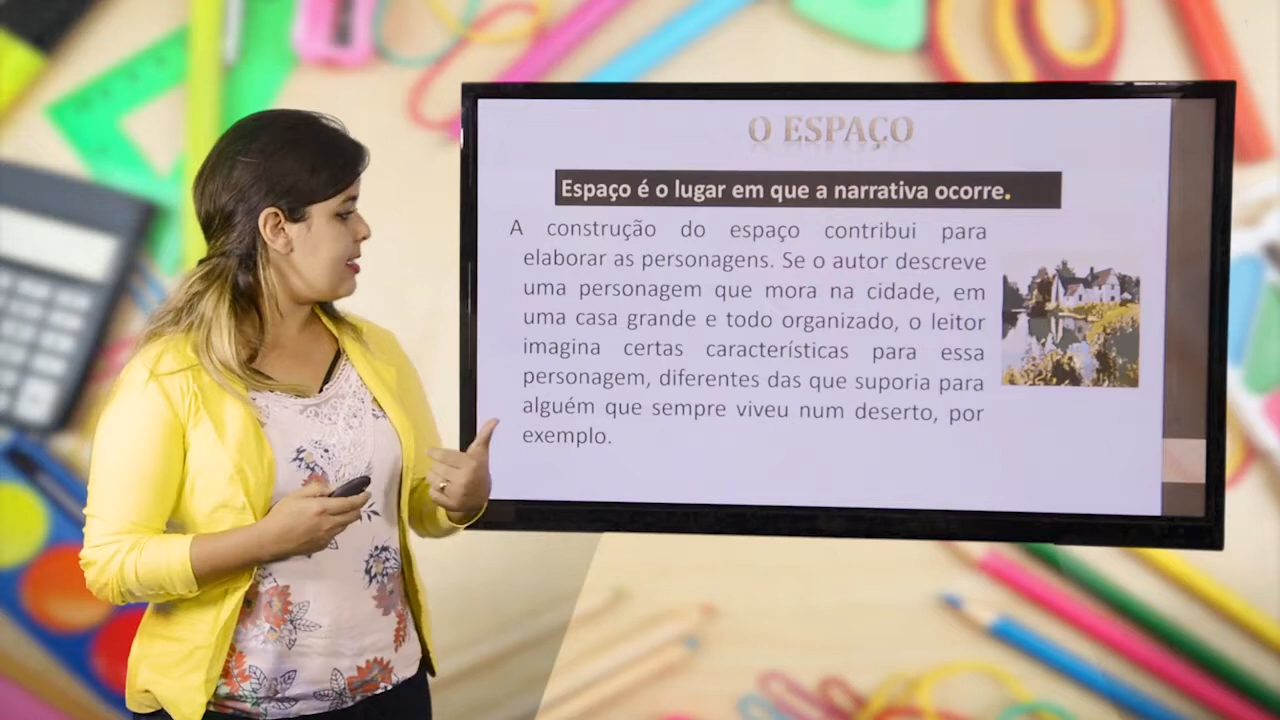 O ESPAÇO
Espaço é o lugar em que a narrativa ocorre.
A construção do espaço contribui para
elaborar as personagens. Se o autor descreve
uma personagem que mora na cidade, em
uma casa grande e todo organizado, o leitor
imagina certas características para essa
personagem, diferentes das que suporia para
alguém que sempre viveu num deserto, por
exemplo.